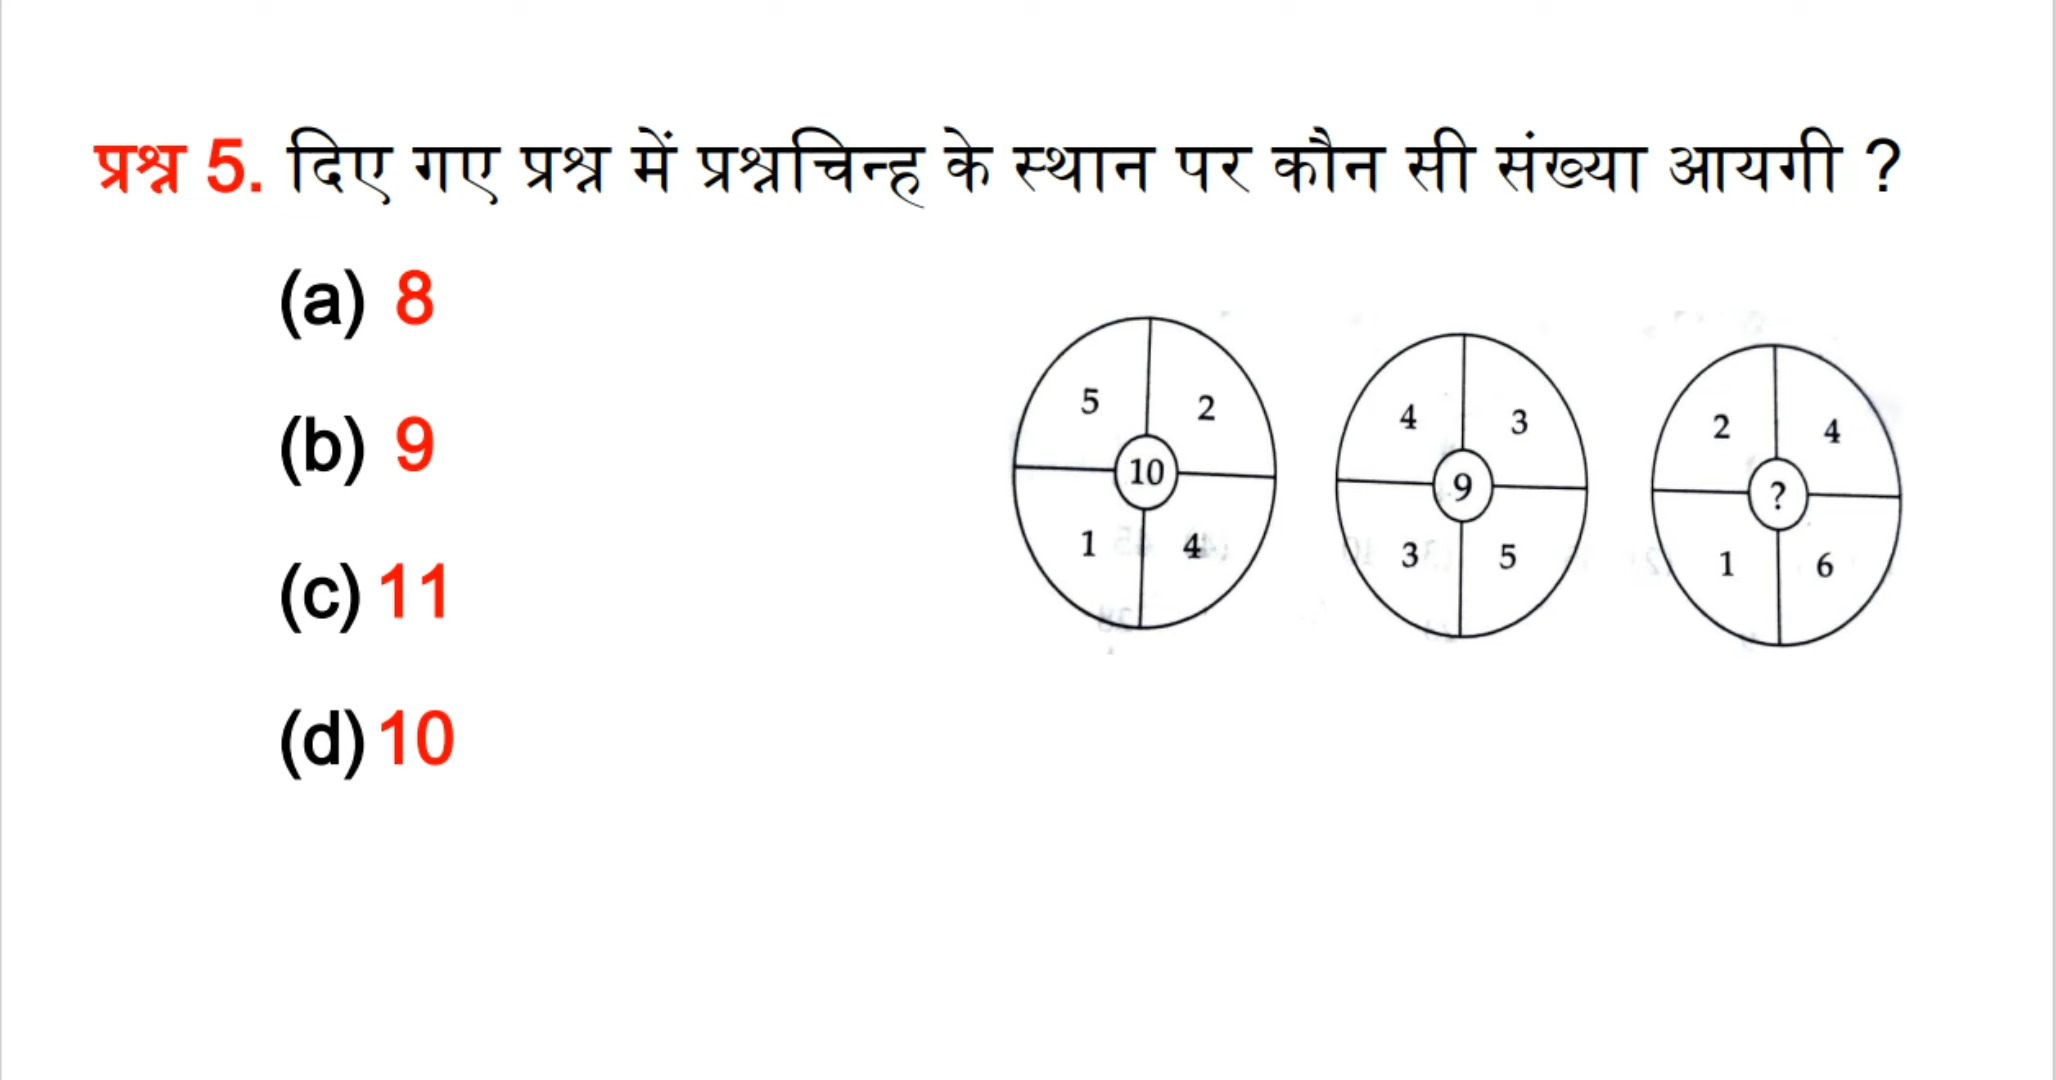 प्रश्न 5. दिए गए प्रश्न में प्रश्नचिन्ह के स्थान पर कौन सी संख्या आयगी ?
(a) 8
(b) 9
(c) 11
(d) 10
5 2
10
1 4
4 3
9
3 5
2 4
?
1 6